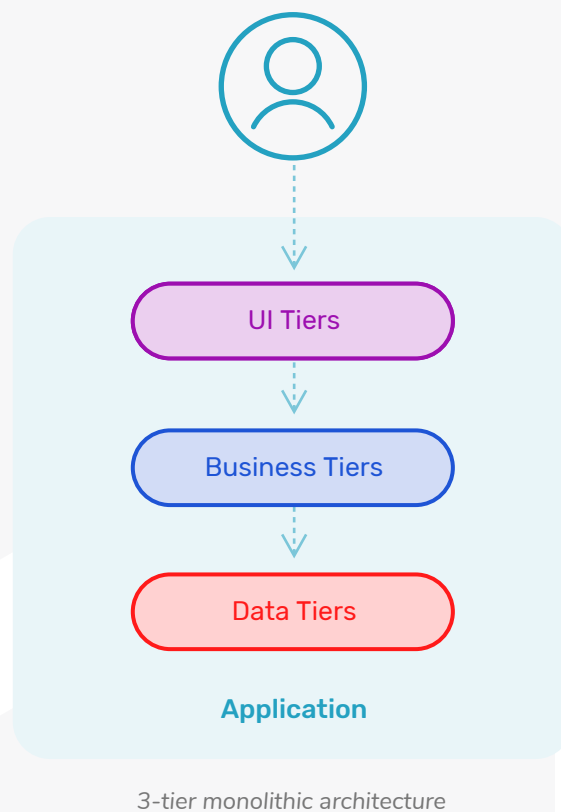 UI Tiers
Business Tiers
Data Tiers
Application
3-tier monolithic architecture